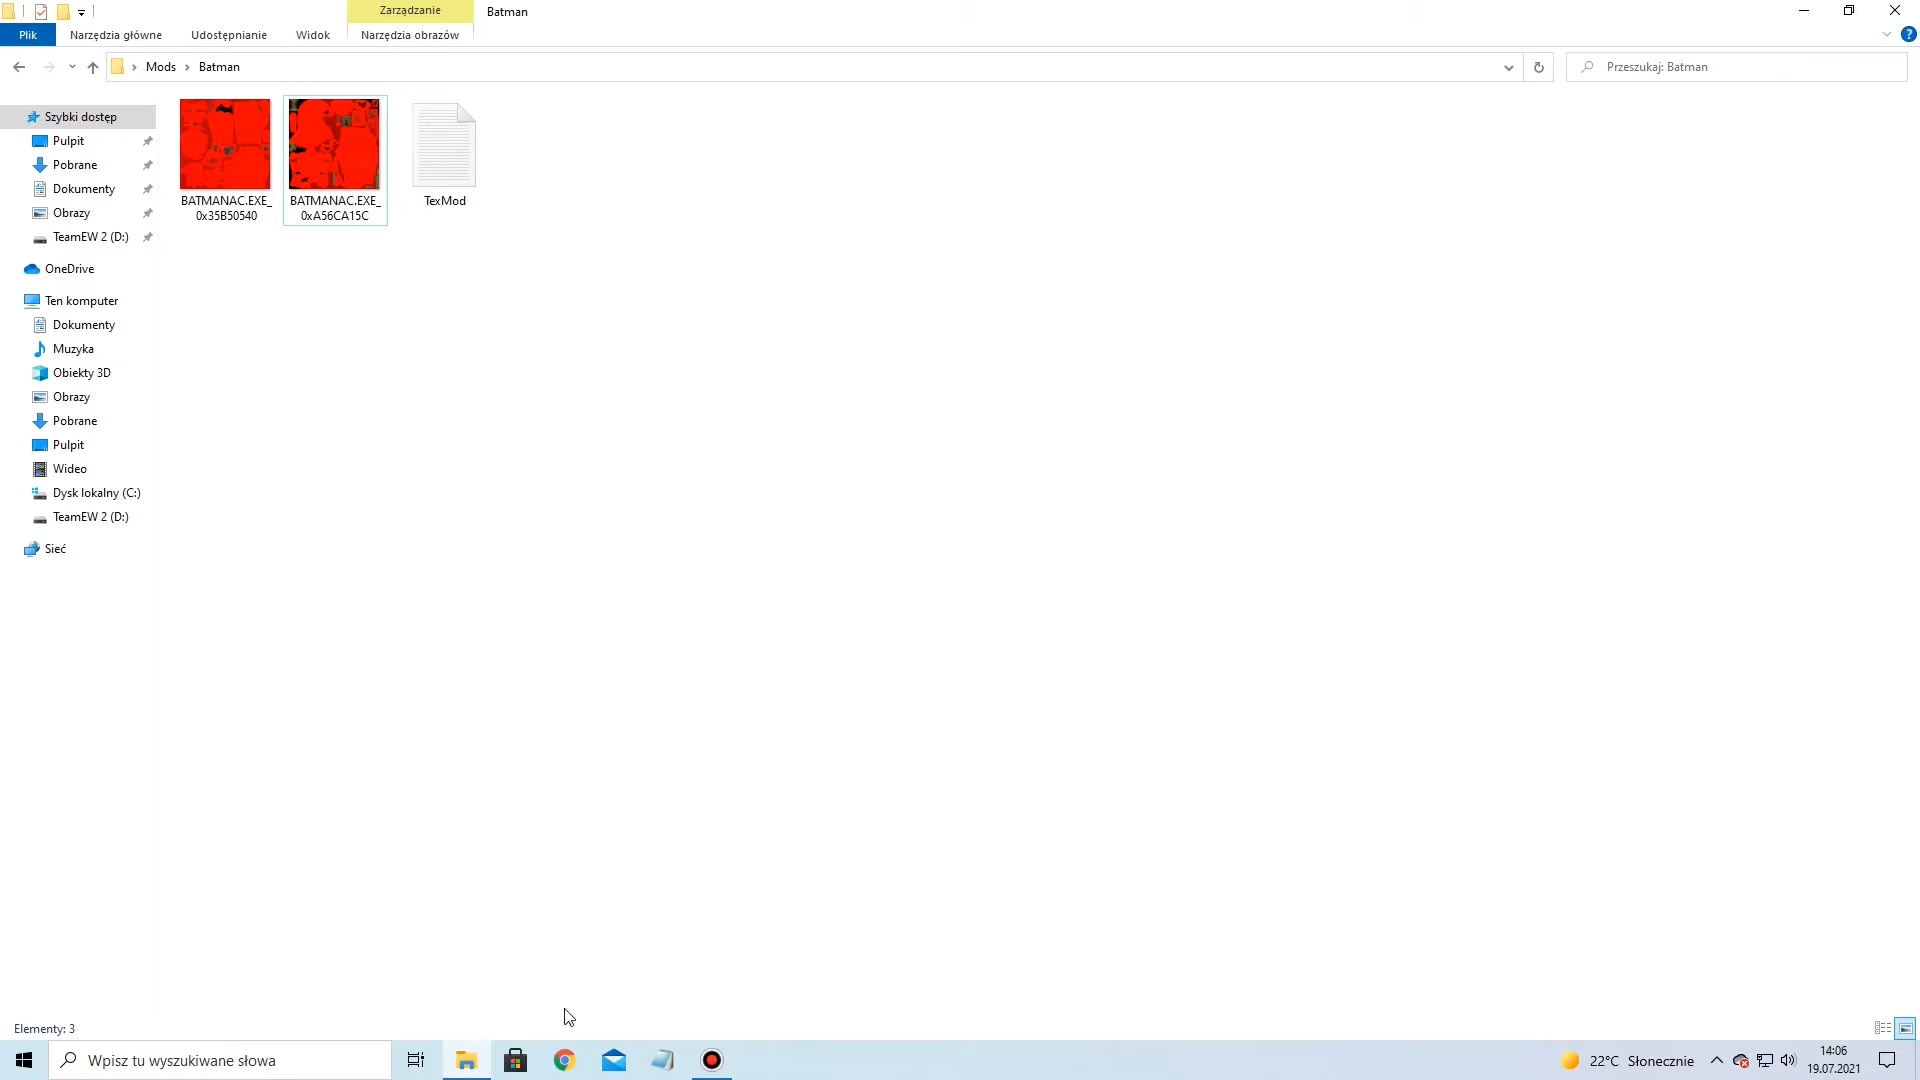 Zarządzanie
Batman
Plik
Narzędzia główne
Udostępnianie
Widok
Narzędzia obrazów
?
Mods
Batman
Przeszukaj: Batman
Szybki dostęp
Pulpit
Pobrane
Dokumenty
Obrazy
TeamEW 2 (D:)
OneDrive
Ten komputer
Dokumenty
Muzyka
Obiekty 3D
Obrazy
Pobrane
Pulpit
Wideo
Dysk lokalny (C:)
TeamEW 2 (D:)
Sieć
BATMANAC.EXE_
0x35B50540
BATMANAC.EXE_
0xA56CA15C
TexMod
Elementy: 3
Wpisz tu wyszukiwane słowa
22°C Słonecznie
14:06
19.07.2021